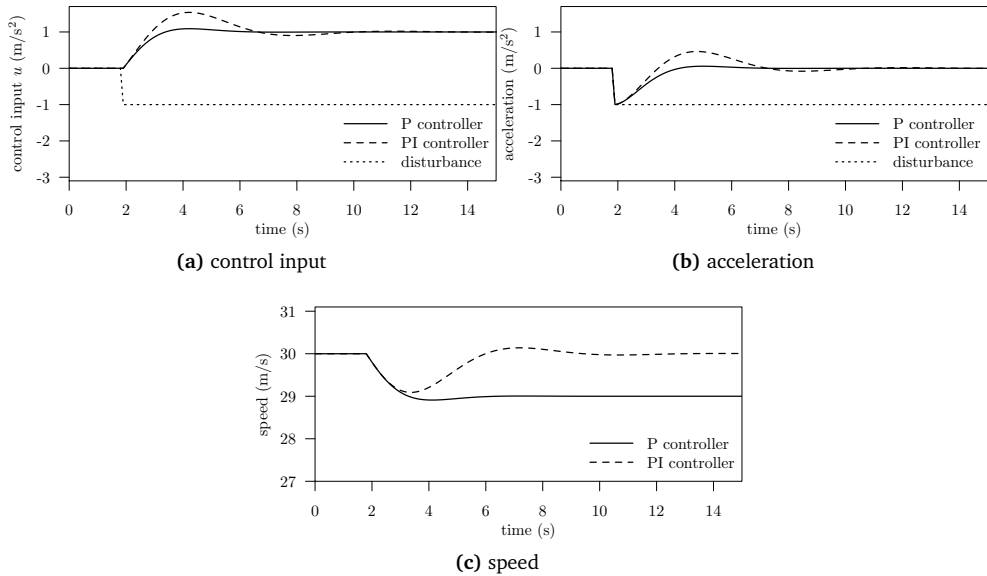 control input u (m/s²)
1
0
-1
-2
-3
P controller
PI controller
disturbance
0 2 4 6 8 10 12 14
time (s)
(a) control input
acceleration (m/s²)
1
0
-1
-2
-3
P controller
PI controller
disturbance
0 2 4 6 8 10 12 14
time (s)
(b) acceleration
speed (m/s)
31
30
29
28
27
P controller
PI controller
0 2 4 6 8 10 12 14
time (s)
(c) speed